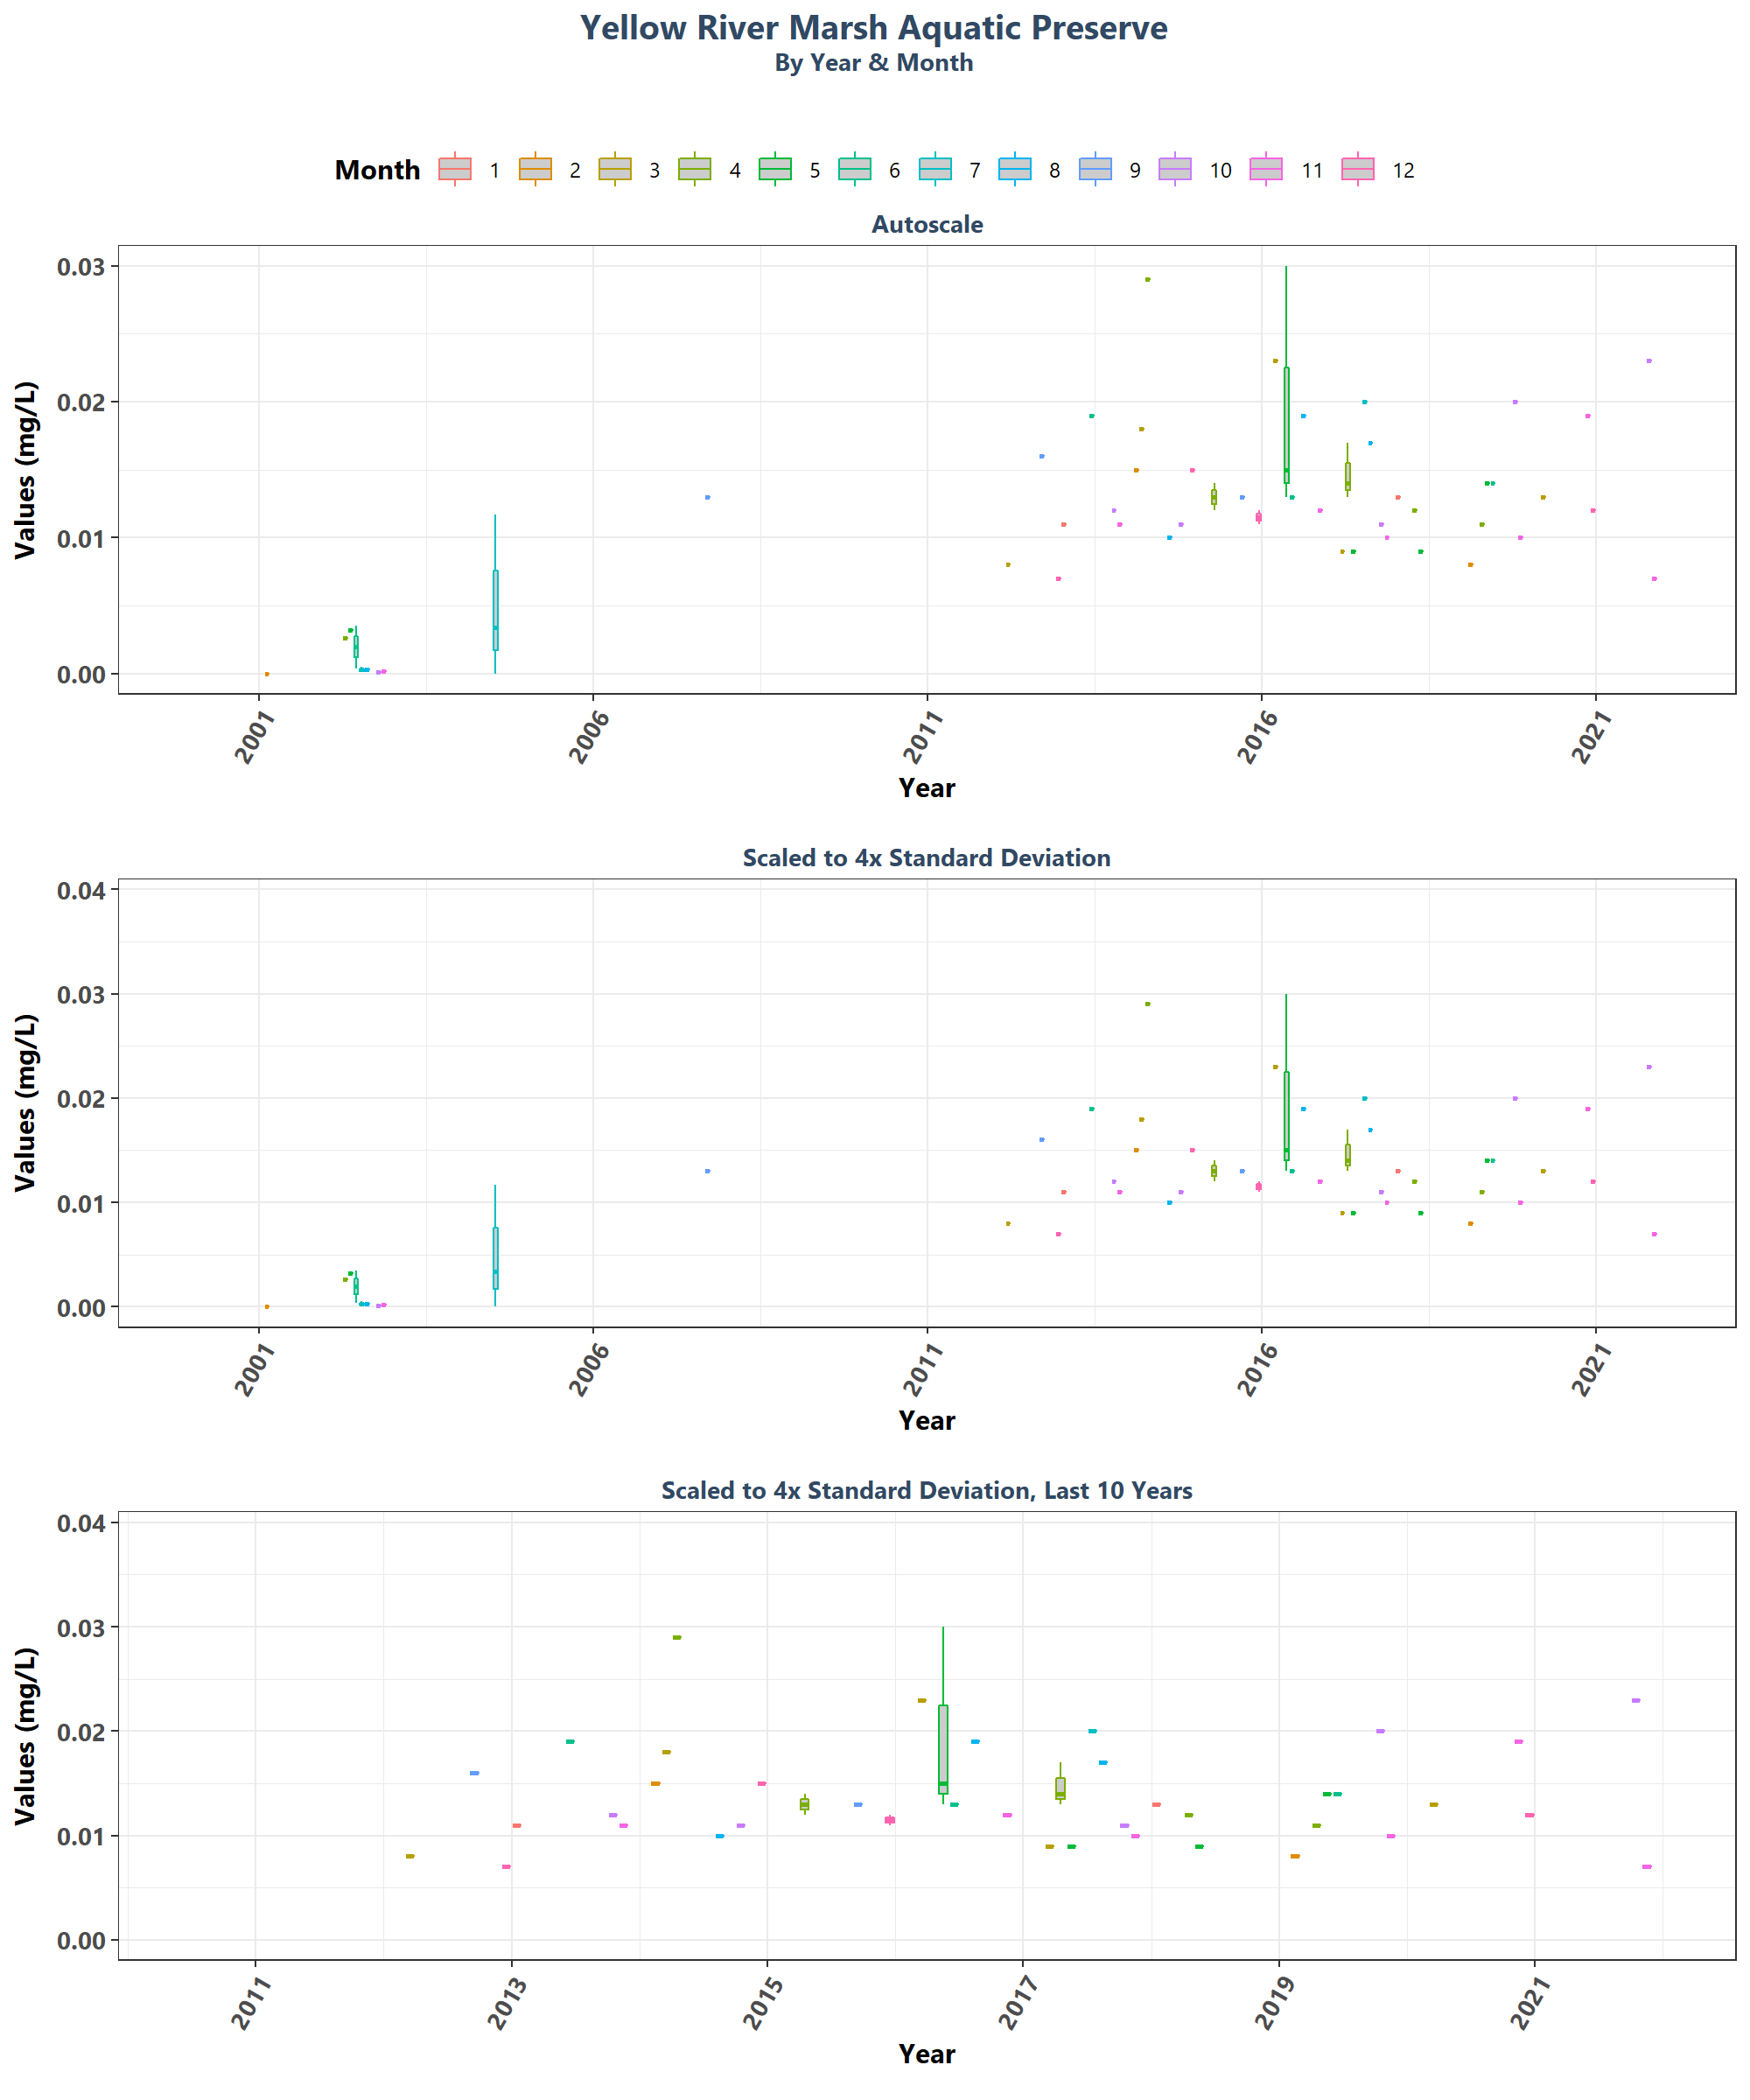 Yellow River Marsh Aquatic Preserve
By Year & Month
Month 1 2 3 4 5 6 7 8 9 10 11 12
Autoscale
Values (mg/L)
0.03
0.02
0.01
0.00
2001 2006 2011 2016 2021
Year
Scaled to 4x Standard Deviation
Values (mg/L)
0.04
0.03
0.02
0.01
0.00
2001 2006 2011 2016 2021
Year
Scaled to 4x Standard Deviation, Last 10 Years
Values (mg/L)
0.04
0.03
0.02
0.01
0.00
2011 2013 2015 2017 2019 2021
Year